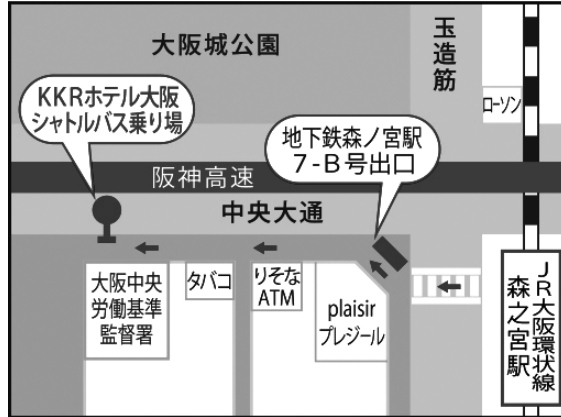 大阪城公園
玉造筋
KKRホテル大阪
シャトルバス乗り場
ローソン
地下鉄森ノ宮駅
7-B号出口
阪神高速
中央大通
大阪中央
労働基準
監督署
タバコ
りそな
ATM
plaisir
プレジール
JR大阪環状線
森之宮駅